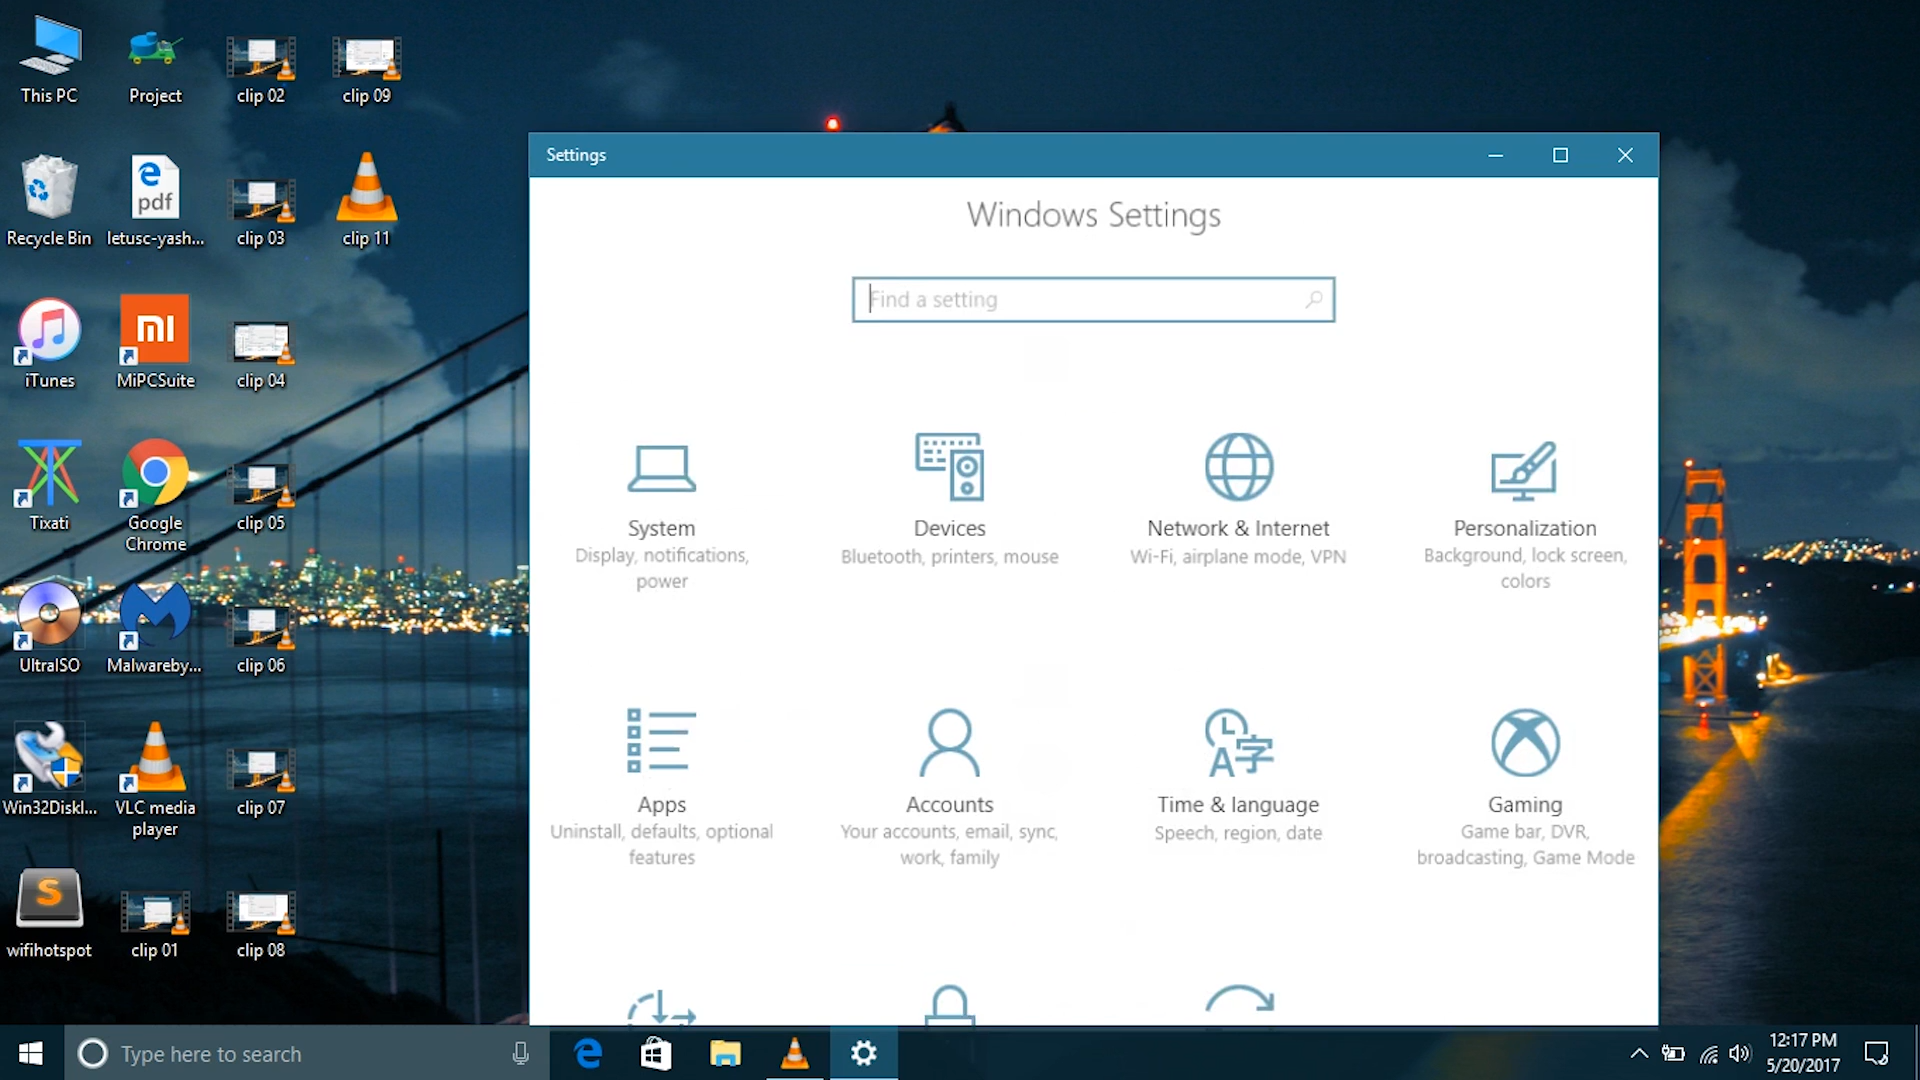 This PC
Project
clip 02
clip 09
Recycle Bin
pdf
letusc-yash...
clip 03
clip 11
iTunes
MI
MiPCSuite
clip 04
Tixati
Google
Chrome
clip 05
UltraISO
Malwareby...
clip 06
Win32DiskI...
VLC media
player
clip 07
S
wifihotspot
clip 01
clip 08
Settings
Windows Settings
Find a setting
System
Display, notifications,
power
Devices
Bluetooth, printers, mouse
Network & Internet
Wi-Fi, airplane mode, VPN
Personalization
Background, lock screen,
colors
Apps
Uninstall, defaults, optional
features
Accounts
Your accounts, email, sync,
work, family
A字
Time & language
Speech, region, date
Gaming
Game bar, DVR,
broadcasting, Game Mode
Type here to search
12:17 PM
5/20/2017